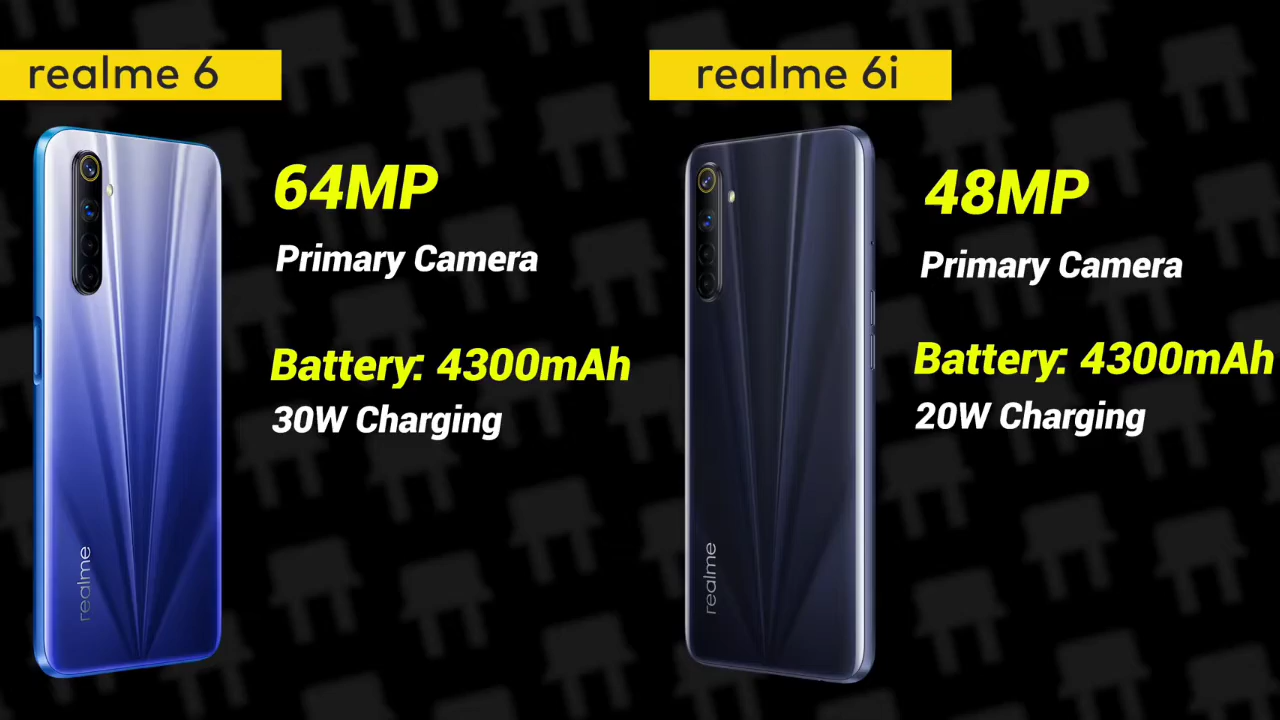 realme 6
64MP
Primary Camera
Battery: 4300mAh
30W Charging
realme
realme 6i
48MP
Primary Camera
Battery: 4300mAh
20W Charging
realme